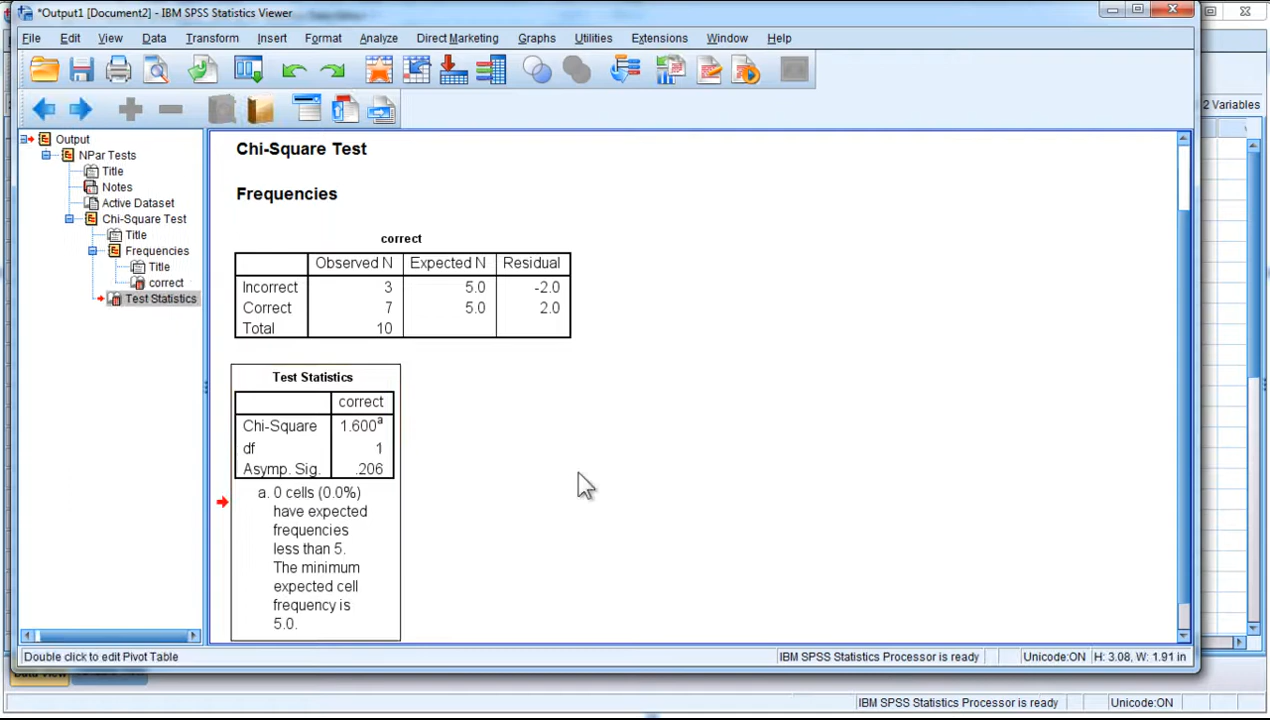 *Output1 [Document2] - IBM SPSS Statistics Viewer
File Edit View Data Transform Insert Format Analyze Direct Marketing Graphs Utilities Extensions Window Help
2 Variables
Output
NPar Tests
Title
Notes
Active Dataset
Chi-Square Test
Title
Frequencies
Title
correct
Test Statistics
Chi-Square Test
Frequencies
correct
Observed N Expected N Residual
Incorrect 3 5.0 -2.0
Correct 7 5.0 2.0
Total 10
Test Statistics
correct
Chi-Square 1.600a
df 1
Asymp. Sig. .206
a. 0 cells (0.0%)
have expected
frequencies
less than 5.
The minimum
expected cell
frequency is
5.0.
Double click to edit Pivot Table IBM SPSS Statistics Processor is ready Unicode:ON H: 3.08, W: 1.91 in
IBM SPSS Statistics Processor is ready Unicode:ON